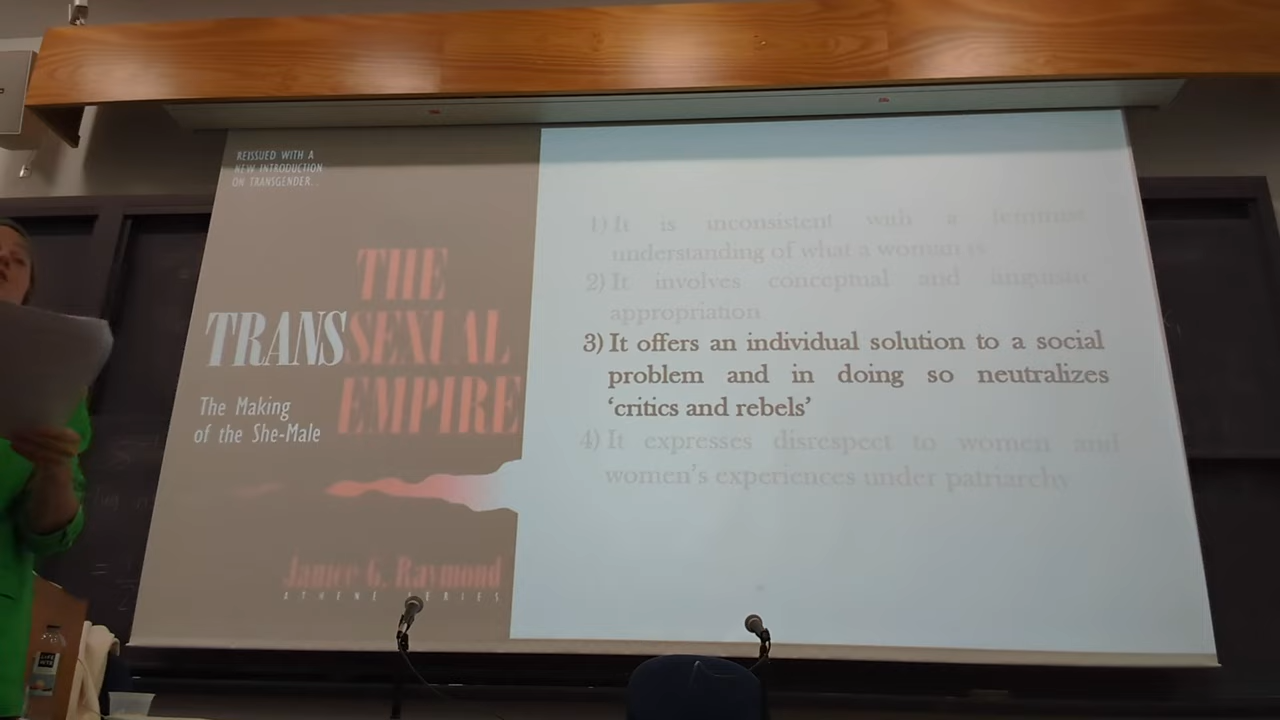 REISSUED WITH A
NEW INTRODUCTION
ON TRANSGENDER..
THE
TRANSSEXUAL
EMPIRE
The Making
of the She-Male
Janice G. Raymond
ATHENE SERIES
1) It is inconsistent with a feminist
understanding of what a woman is
2) It involves conceptual and linguistic
appropriation
3) It offers an individual solution to a social
problem and in doing so neutralizes
‘critics and rebels’
4) It expresses disrespect to women and
women’s experiences under patriarchy